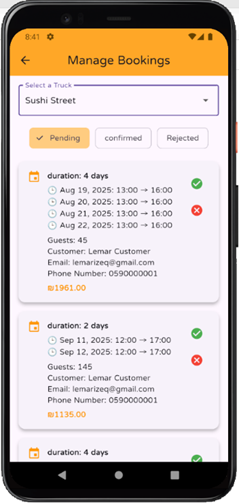 8:41
Manage Bookings
Select a Truck
Sushi Street
Pending
confirmed
Rejected
duration: 4 days
Aug 19, 2025: 13:00 → 16:00
Aug 20, 2025: 13:00 → 16:00
Aug 21, 2025: 13:00 → 16:00
Aug 22, 2025: 13:00 → 16:00
Guests: 45
Customer: Lemar Customer
Email: lemarizeq@gmail.com
Phone Number: 0590000001
₪1961.00
duration: 2 days
Sep 11, 2025: 12:00 → 17:00
Sep 12, 2025: 12:00 → 17:00
Guests: 145
Customer: Lemar Customer
Email: lemarizeq@gmail.com
Phone Number: 0590000001
₪1135.00
duration: 4 days